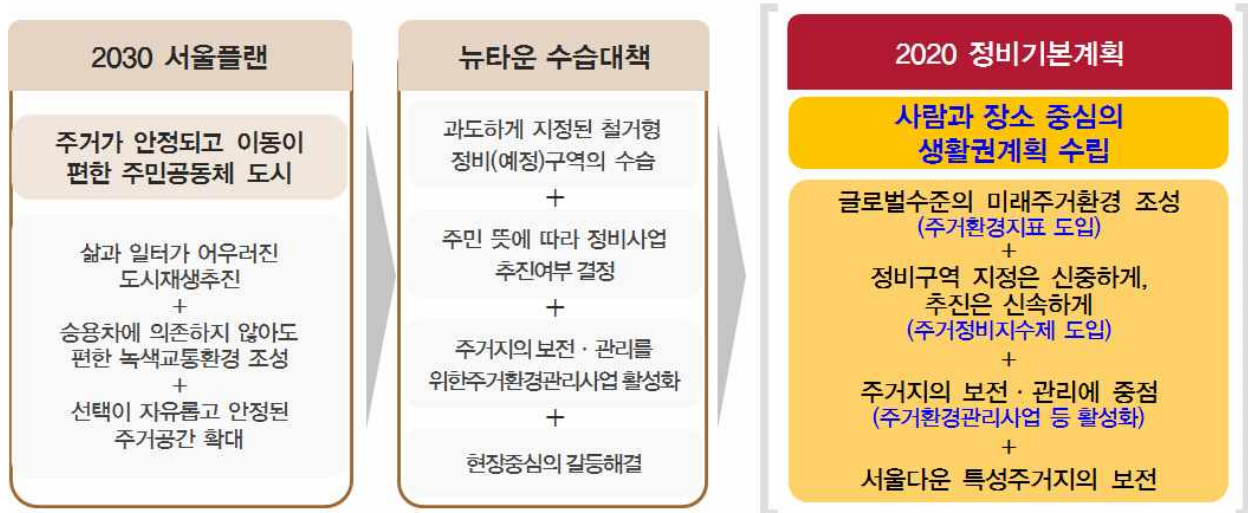 2030 서울플랜
주거가 안정되고 이동이
편한 주민공동체 도시
삶과 일터가 어우러진
도시재생추진
+
승용차에 의존하지 않아도
편한 녹색교통환경 조성
+
선택이 자유롭고 안정된
주거공간 확대
뉴타운 수습대책
과도하게 지정된 철거형
정비(예정)구역의 수습
+
주민 뜻에 따라 정비사업
추진여부 결정
+
주거지의 보전 · 관리를
위한주거환경관리사업 활성화
+
현장중심의 갈등해결
2020 정비기본계획
사람과 장소 중심의
생활권계획 수립
글로벌수준의 미래주거환경 조성
(주거환경지표 도입)
+
정비구역 지정은 신중하게,
추진은 신속하게
(주거정비지수제 도입)
+
주거지의 보전 · 관리에 중점
(주거환경관리사업 등 활성화)
+
서울다운 특성주거지의 보전